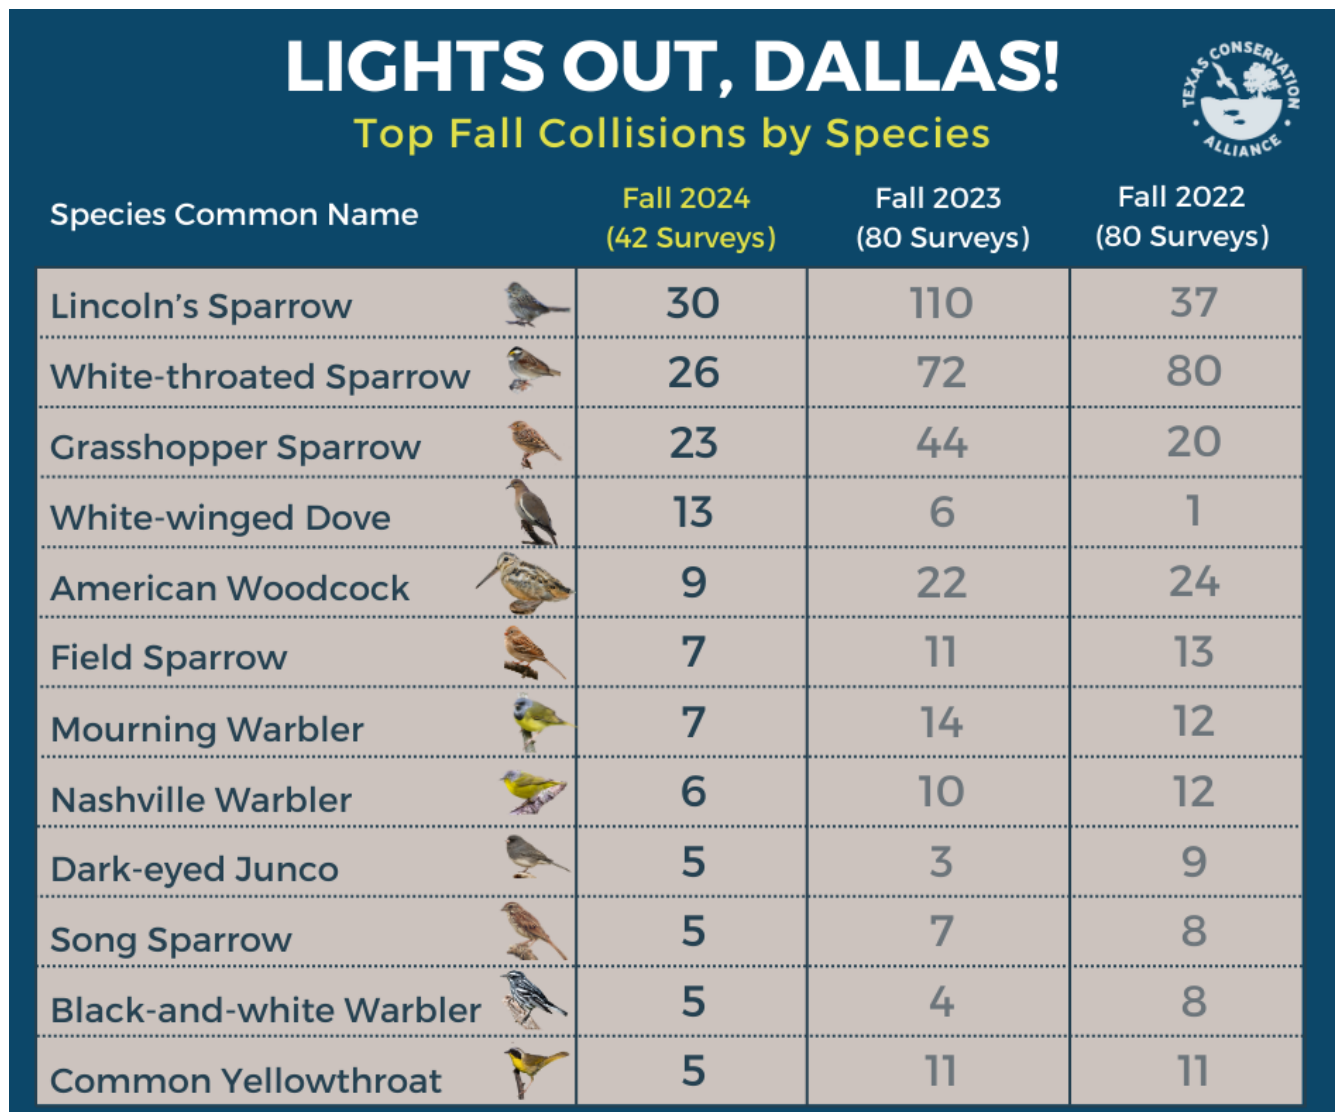 LIGHTS OUT, DALLAS!
TEXAS CONSERVATION
• ALLIANCE •
Top Fall Collisions by Species
Species Common Name
Fall 2024
(42 Surveys)
Fall 2023
(80 Surveys)
Fall 2022
(80 Surveys)
Lincoln's Sparrow 30 110 37
White-throated Sparrow 26 72 80
Grasshopper Sparrow 23 44 20
White-winged Dove 13 6 1
American Woodcock 9 22 24
Field Sparrow 7 11 13
Mourning Warbler 7 14 12
Nashville Warbler 6 10 12
Dark-eyed Junco 5 3 9
Song Sparrow 5 7 8
Black-and-white Warbler 5 4 8
Common Yellowthroat 5 11 11